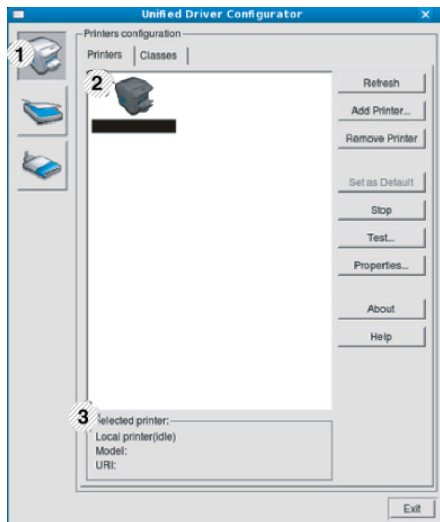 Unified Driver Configurator
1
Printers configuration
Printers
Classes
2
Refresh
Add Printer...
Remove Printer
Set as Default
Stop
Test...
Properties...
About
Help
3
Selected printer:
Local printer(idle)
Model:
URI:
Exit